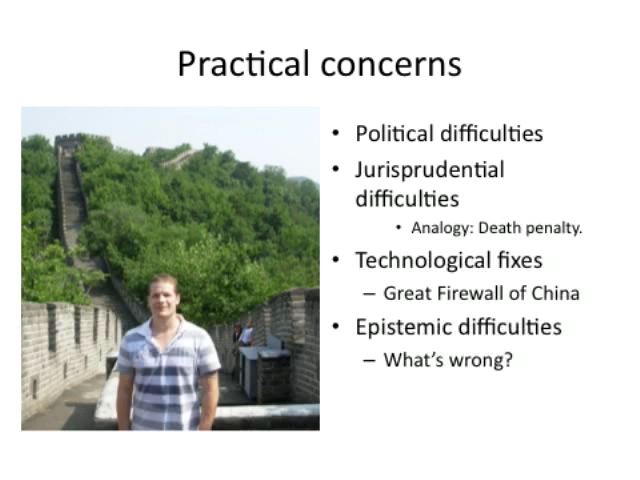 Practical concerns
• Political difficulties
• Jurisprudential
difficulties
• Analogy: Death penalty.
• Technological fixes
– Great Firewall of China
• Epistemic difficulties
– What's wrong?